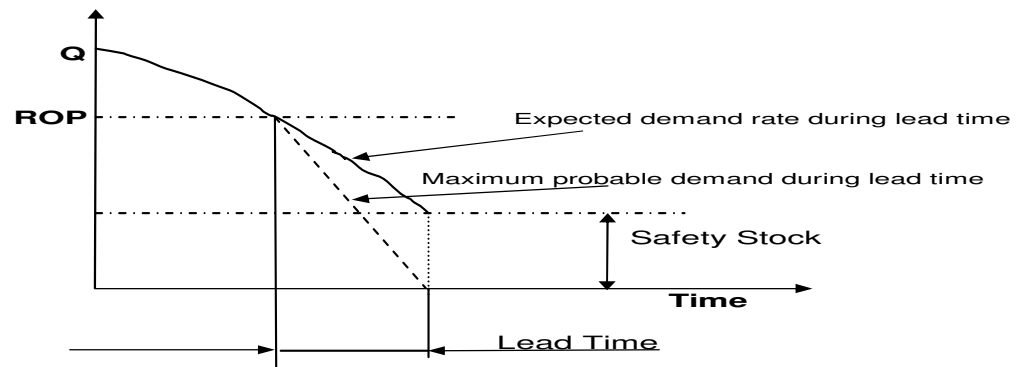 Q
ROP
Expected demand rate during lead time
Maximum probable demand during lead time
Safety Stock
Time
Lead Time